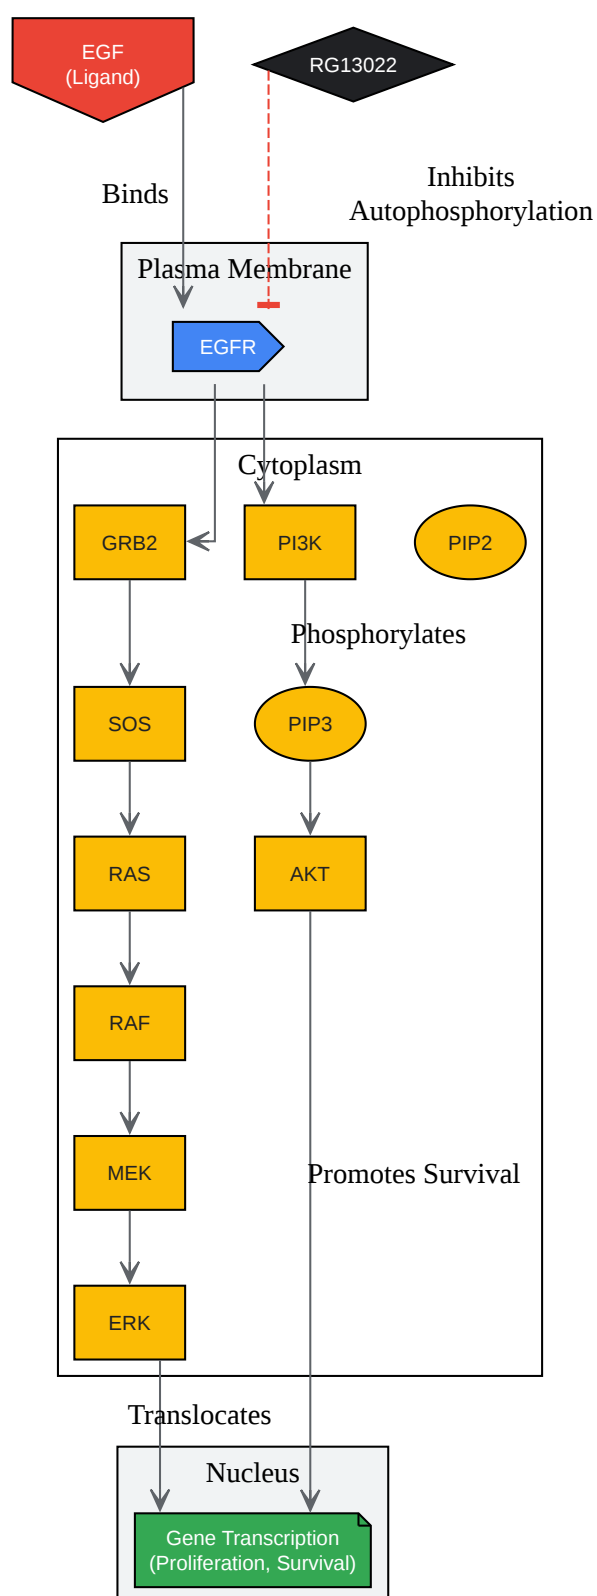 EGF
(Ligand)
RG13022
Binds
Inhibits
Autophosphorylation
Plasma Membrane
EGFR
Cytoplasm
GRB2
PI3K
PIP2
Phosphorylates
SOS
PIP3
RAS
AKT
RAF
MEK
Promotes Survival
ERK
Translocates
Nucleus
Gene Transcription
(Proliferation, Survival)